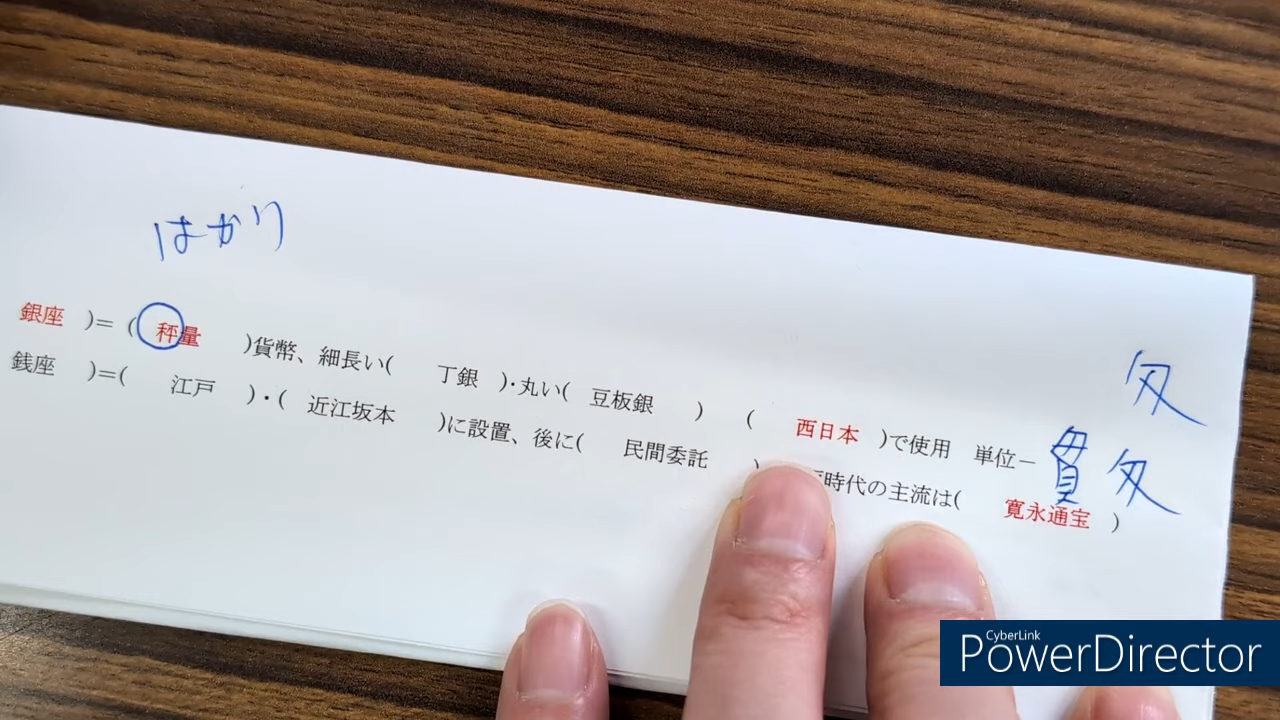 はかり
銀座 )=( 秤量 )貨幣、細長い( 丁銀 )・丸い( 豆板銀 ) ( 西日本 )で使用 単位－貫匁
匁
銭座 )=( 江戸 )・( 近江坂本 )に設置、後に( 民間委託 ) 時代の主流は( 寛永通宝 )
CyberLink
PowerDirector